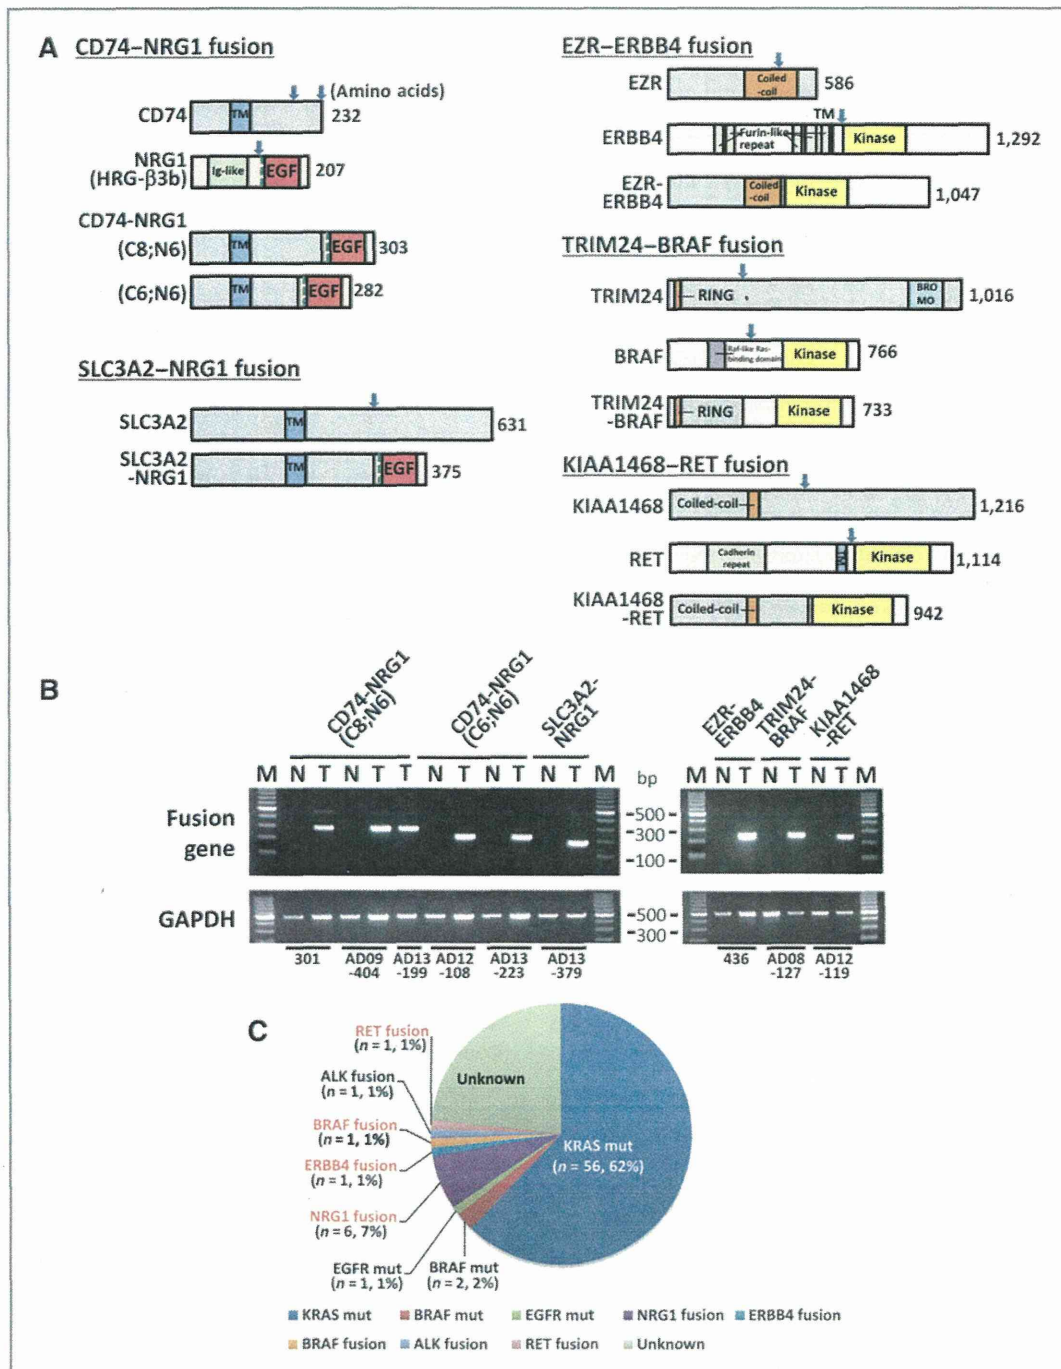 A
CD74–NRG1 fusion
(Amino acids)
CD74
TM
232
NRG1
(HRG-β3b)
Ig-like
EGF
207
CD74-NRG1
(C8;N6)
TM
EGF
303
(C6;N6)
TM
EGF
282
SLC3A2–NRG1 fusion
SLC3A2
TM
631
SLC3A2
-NRG1
TM
EGF
375
EZR–ERBB4 fusion
EZR
Coiled
-coil
586
TM
ERBB4
Furin-like
repeat
Kinase
1,292
EZR-
ERBB4
Coiled
-coil
Kinase
1,047
TRIM24–BRAF fusion
TRIM24
RING
BRO
MO
1,016
BRAF
Raf-like Ras-
binding domain
Kinase
766
TRIM24
-BRAF
RING
Kinase
733
KIAA1468–RET fusion
KIAA1468
Coiled-coil
1,216
RET
Cadherin
repeat
TM
Kinase
1,114
KIAA1468
-RET
Coiled-coil
Kinase
942
B
CD74-NRG1
(C8;N6)
CD74-NRG1
(C6;N6)
SLC3A2-
NRG1
EZR-
ERBB4
TRIM24-
BRAF
KIAA1468
-RET
M N T N T T N T N T N T M bp M N T N T N T M
Fusion
gene
-500-
-300-
-100-
GAPDH
-500-
300
301
AD09
-404
AD13
-199
AD12
-108
AD13
-223
AD13
-379
436
AD08
-127
AD12
-119
C
RET fusion
(n = 1, 1%)
ALK fusion
(n = 1, 1%)
BRAF fusion
(n = 1, 1%)
ERBB4 fusion
(n = 1, 1%)
NRG1 fusion
(n = 6, 7%)
EGFR mut
(n = 1, 1%)
BRAF mut
(n = 2, 2%)
Unknown
KRAS mut
(n = 56, 62%)
KRAS mut BRAF mut EGFR mut NRG1 fusion ERBB4 fusion
BRAF fusion ALK fusion RET fusion Unknown